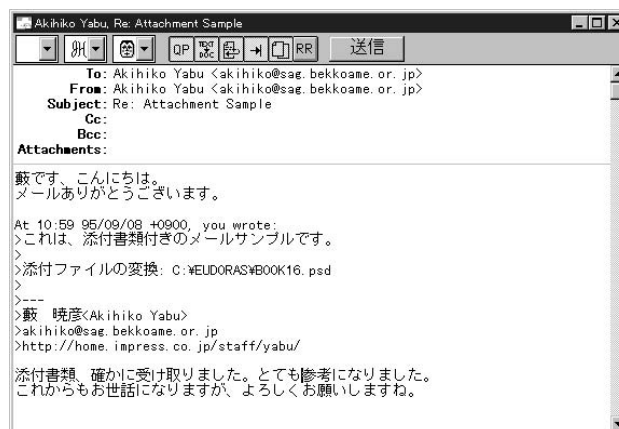 Akihiko Yabu, Re: Attachment Sample
QP TEXT DOC RR 送信
To: Akihiko Yabu <akihiko@sag.bekkoame.or.jp>
From: Akihiko Yabu <akihiko@sag.bekkoame.or.jp>
Subject: Re: Attachment Sample
Cc:
Bcc:
Attachments:
藪です、こんにちは。
メールありがとうございます。
At 10:59 95/09/08 +0900, you wrote:
>これは、添付書類付きのメールサンプルです。
>
>添付ファイルの変換: C:¥EUDORAS¥BOOK16.psd
>
>---
>藪　暁彦<Akihiko Yabu>
>akihiko@sag.bekkoame.or.jp
>http://home.impress.co.jp/staff/yabu/
添付書類、確かに受け取りました。とても参考になりました。
これからもお世話になりますが、よろしくお願いしますね。